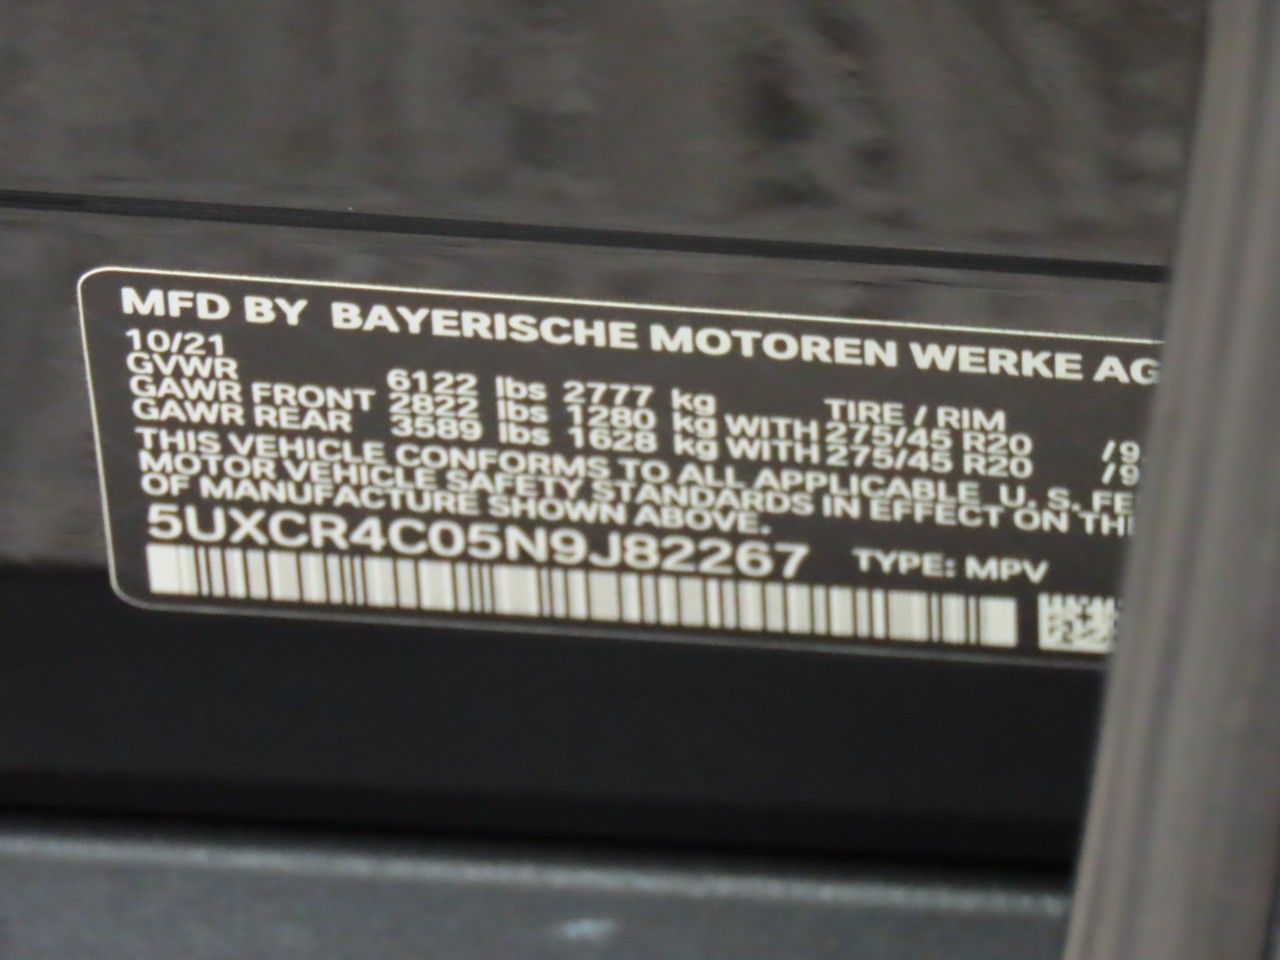 MFD BY BAYERISCHE MOTOREN WERKE AG
10/21
GVWR 6122 lbs 2777 kg TIRE / RIM
GAWR FRONT 2822 lbs 1280 kg WITH 275/45 R20 /9
GAWR REAR 3589 lbs 1628 kg WITH 275/45 R20 /9
THIS VEHICLE CONFORMS TO ALL APPLICABLE U. S. FE
MOTOR VEHICLE SAFETY STANDARDS IN EFFECT ON TH
OF MANUFACTURE SHOWN ABOVE.
5UXCR4C05N9J82267 TYPE: MPV